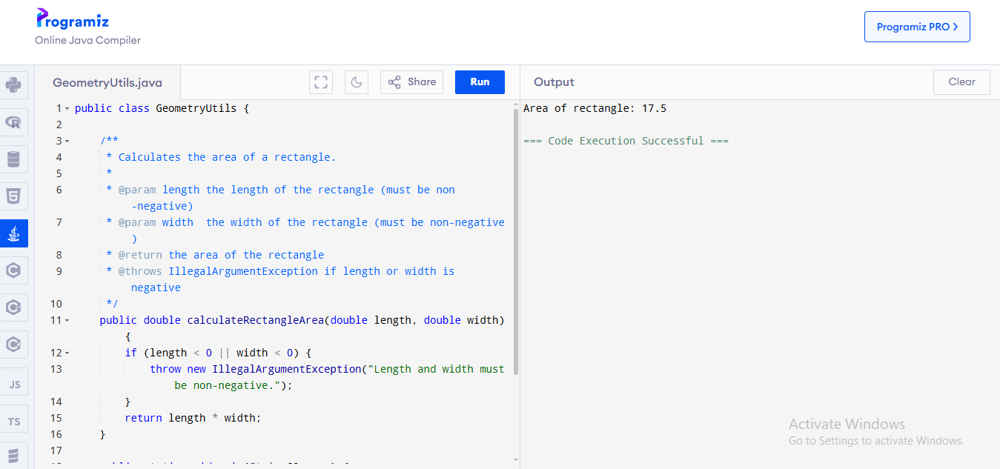 Programiz
Online Java Compiler
Programiz PRO ❯
GeometryUtils.java
Share
Run
Output
Clear
1 public class GeometryUtils {
2
3 /**
4 * Calculates the area of a rectangle.
5 *
6 * @param length the length of the rectangle (must be non
-negative)
7 * @param width  the width of the rectangle (must be non-negative
)
8 * @return the area of the rectangle
9 * @throws IllegalArgumentException if length or width is
negative
10 */
11 public double calculateRectangleArea(double length, double width)
{
12 if (length < 0 || width < 0) {
13 throw new IllegalArgumentException("Length and width must
be non-negative.");
14 }
15 return length * width;
16 }
17
Area of rectangle: 17.5
=== Code Execution Successful ===
JS
TS
Activate Windows
Go to Settings to activate Windows.